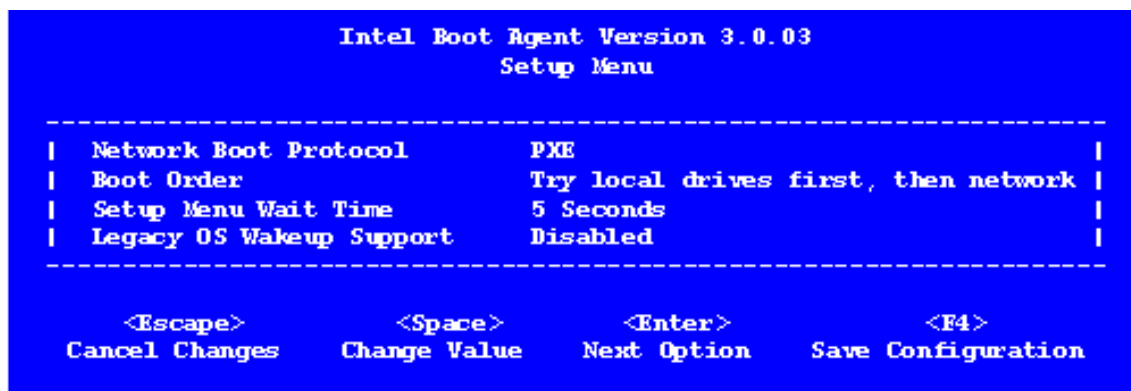 Intel Boot Agent Version 3.0.03
Setup Menu
Network Boot Protocol PXE
Boot Order Try local drives first, then network
Setup Menu Wait Time 5 Seconds
Legacy OS Wakeup Support Disabled
<Escape> <Space> <Enter> <F4>
Cancel Changes Change Value Next Option Save Configuration